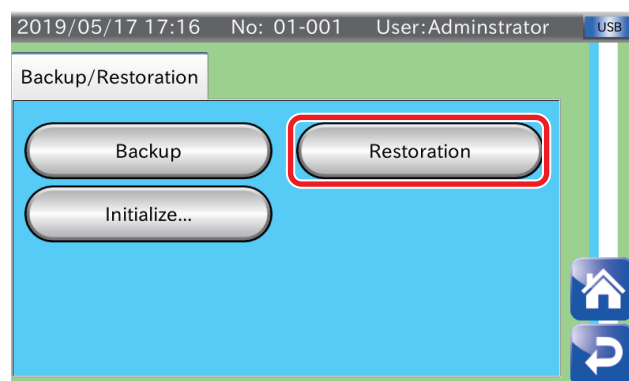 2019/05/17 17:16 No: 01-001 User:Adminstrator USB
Backup/Restoration
Backup Restoration
Initialize...